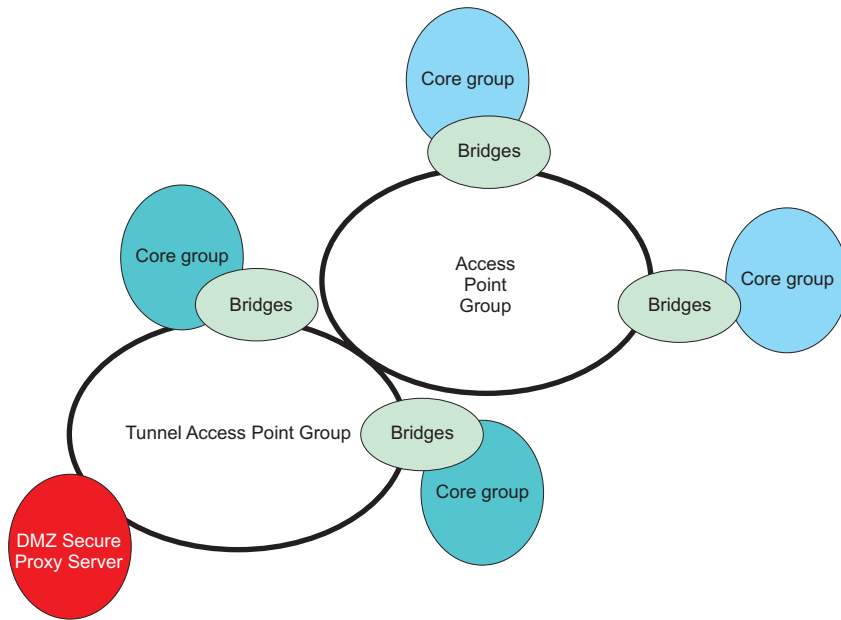 Core group
Bridges
Core group
Bridges
Access
Point
Group
Bridges
Core group
Tunnel Access Point Group
Bridges
Core group
DMZ Secure
Proxy Server